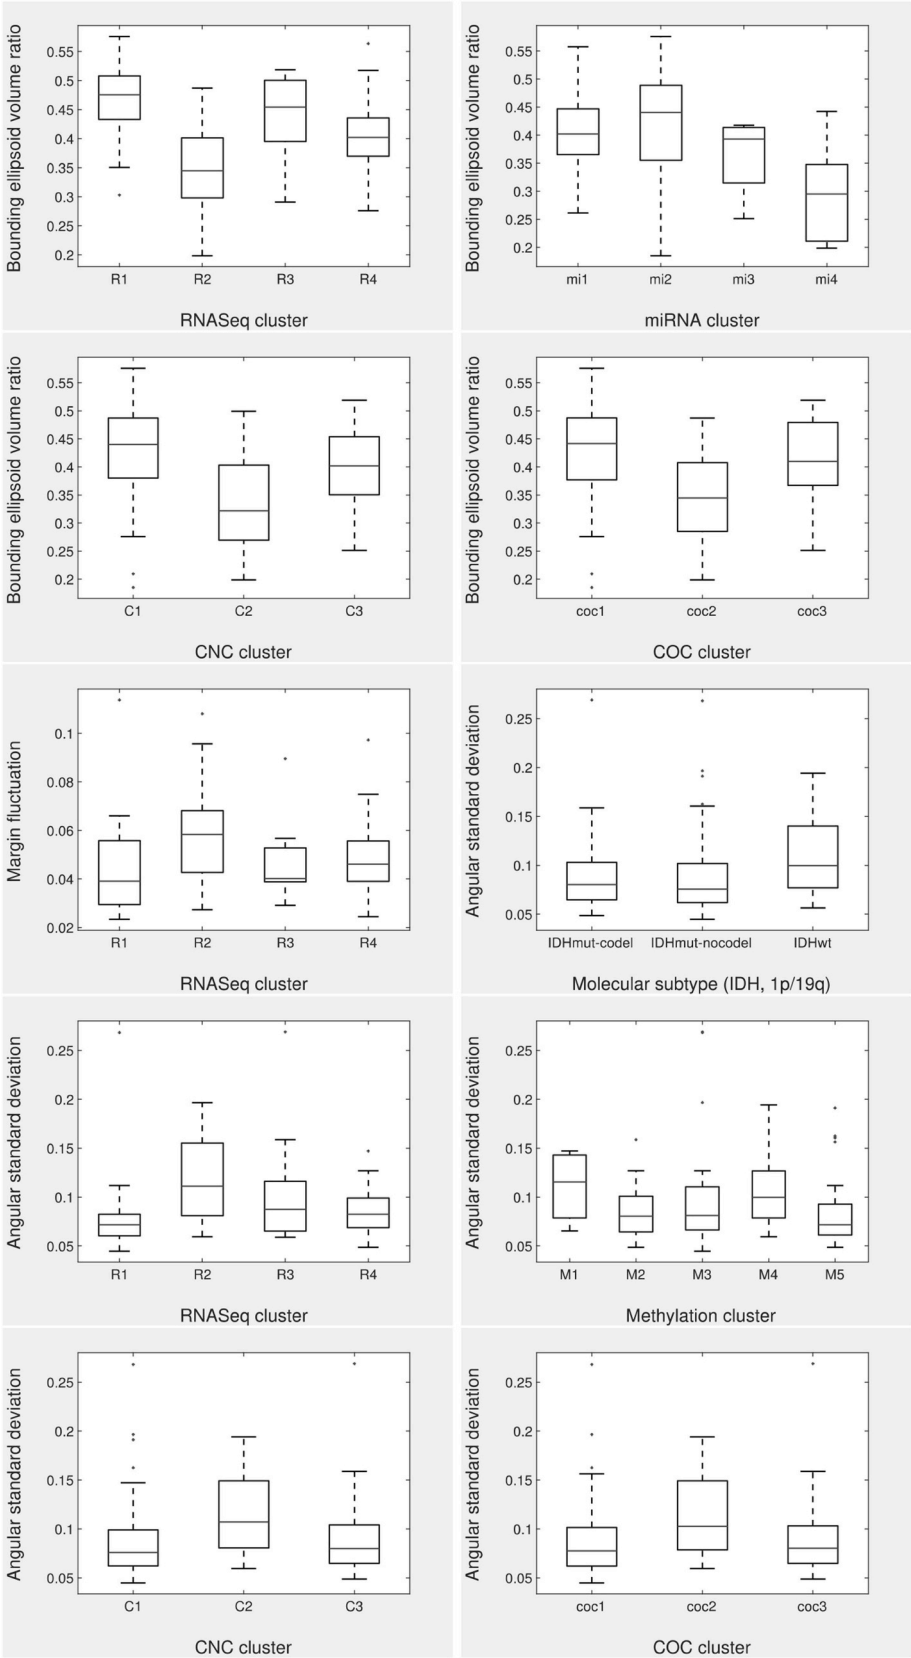 Bounding ellipsoid volume ratio
0.55
0.5
0.45
0.4
0.35
0.3
0.25
0.2
R1 R2 R3 R4
RNASeq cluster
Bounding ellipsoid volume ratio
0.55
0.5
0.45
0.4
0.35
0.3
0.25
0.2
mi1 mi2 mi3 mi4
miRNA cluster
Bounding ellipsoid volume ratio
0.55
0.5
0.45
0.4
0.35
0.3
0.25
0.2
C1 C2 C3
CNC cluster
Bounding ellipsoid volume ratio
0.55
0.5
0.45
0.4
0.35
0.3
0.25
0.2
coc1 coc2 coc3
COC cluster
Margin fluctuation
0.1
0.08
0.06
0.04
0.02
R1 R2 R3 R4
RNASeq cluster
Angular standard deviation
0.25
0.2
0.15
0.1
0.05
IDHmut-codel IDHmut-nocodel IDHwt
Molecular subtype (IDH, 1p/19q)
Angular standard deviation
0.25
0.2
0.15
0.1
0.05
R1 R2 R3 R4
RNASeq cluster
Angular standard deviation
0.25
0.2
0.15
0.1
0.05
M1 M2 M3 M4 M5
Methylation cluster
Angular standard deviation
0.25
0.2
0.15
0.1
0.05
C1 C2 C3
CNC cluster
Angular standard deviation
0.25
0.2
0.15
0.1
0.05
coc1 coc2 coc3
COC cluster